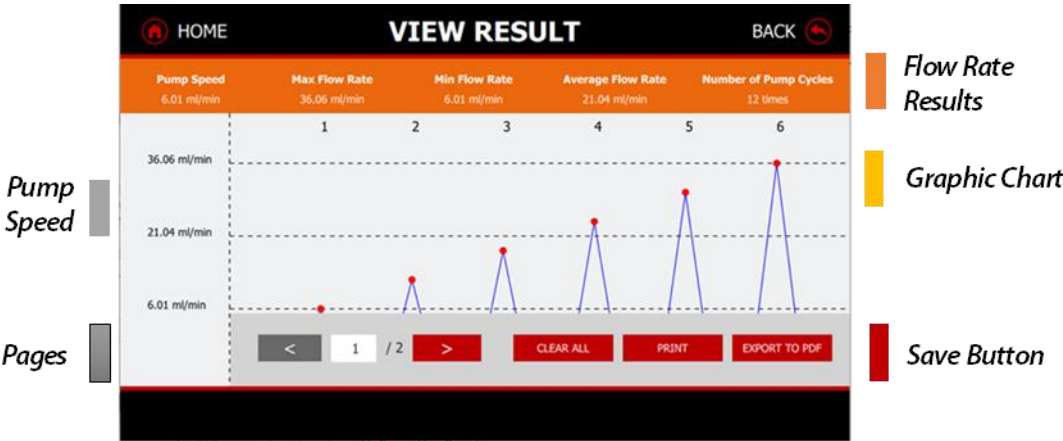 HOME
VIEW RESULT
BACK
Pump Speed
Max Flow Rate
Min Flow Rate
Average Flow Rate
Number of Pump Cycles
6.01 ml/min
36.06 ml/min
6.01 ml/min
21.04 ml/min
12 times
1 2 3 4 5 6
36.06 ml/min
21.04 ml/min
6.01 ml/min
< 1 / 2 >
CLEAR ALL
PRINT
EXPORT TO PDF
Pump
Speed
Pages
Flow Rate
Results
Graphic Chart
Save Button